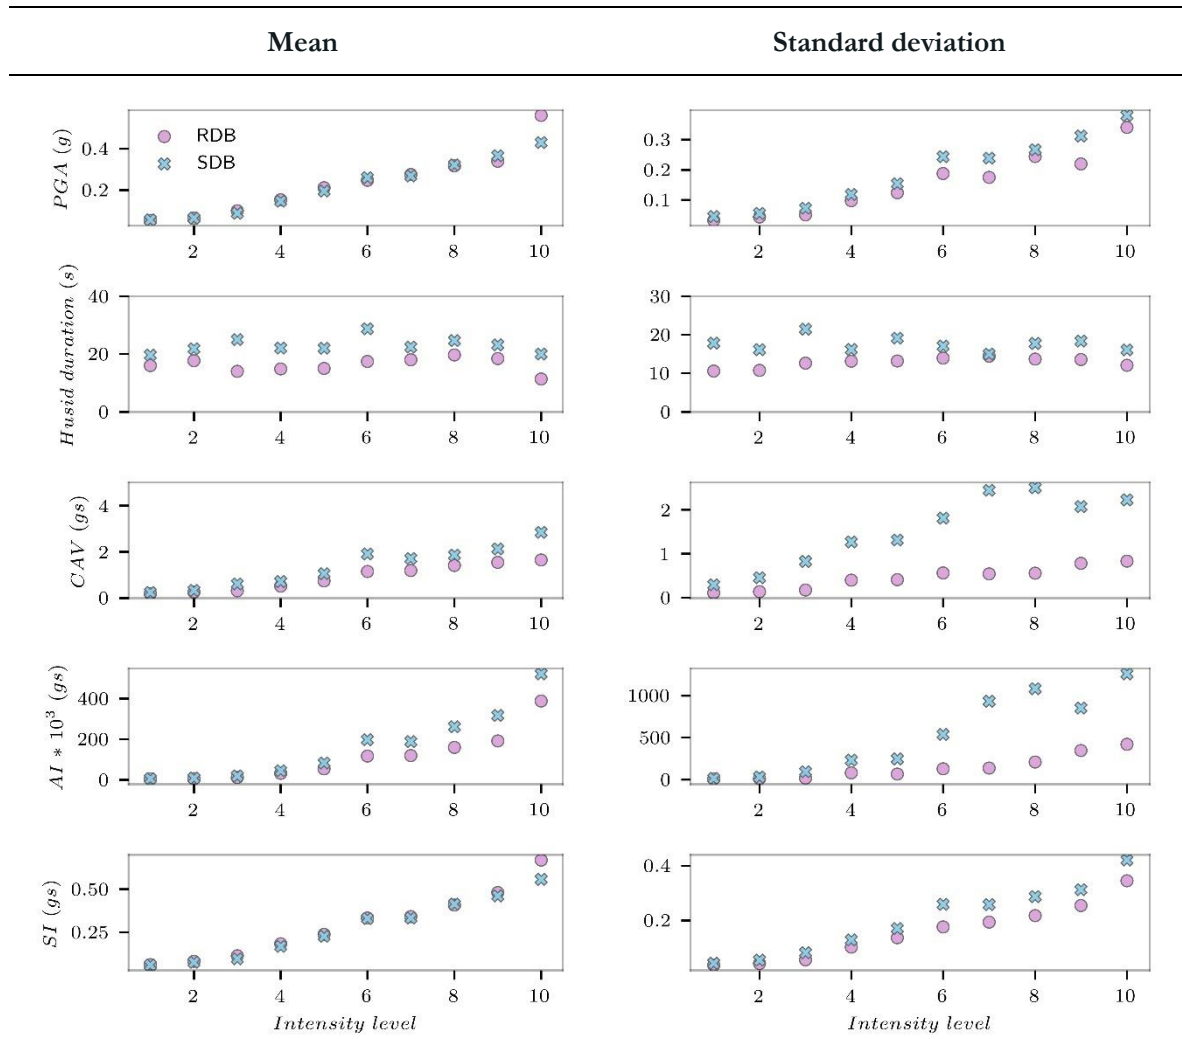 Mean Standard deviation
PGA (g) 0.4 0.2 RDB SDB 0.3 0.2 0.1
2 4 6 8 10 2 4 6 8 10
Husid duration (s) 40 20 0 30 20 10 0
2 4 6 8 10 2 4 6 8 10
CAV (gs) 4 2 0 2 1 0
2 4 6 8 10 2 4 6 8 10
AI * 10³ (gs) 400 200 0 1000 500 0
2 4 6 8 10 2 4 6 8 10
SI (gs) 0.50 0.25 0.4 0.2
2 4 6 8 10 2 4 6 8 10
Intensity level Intensity level